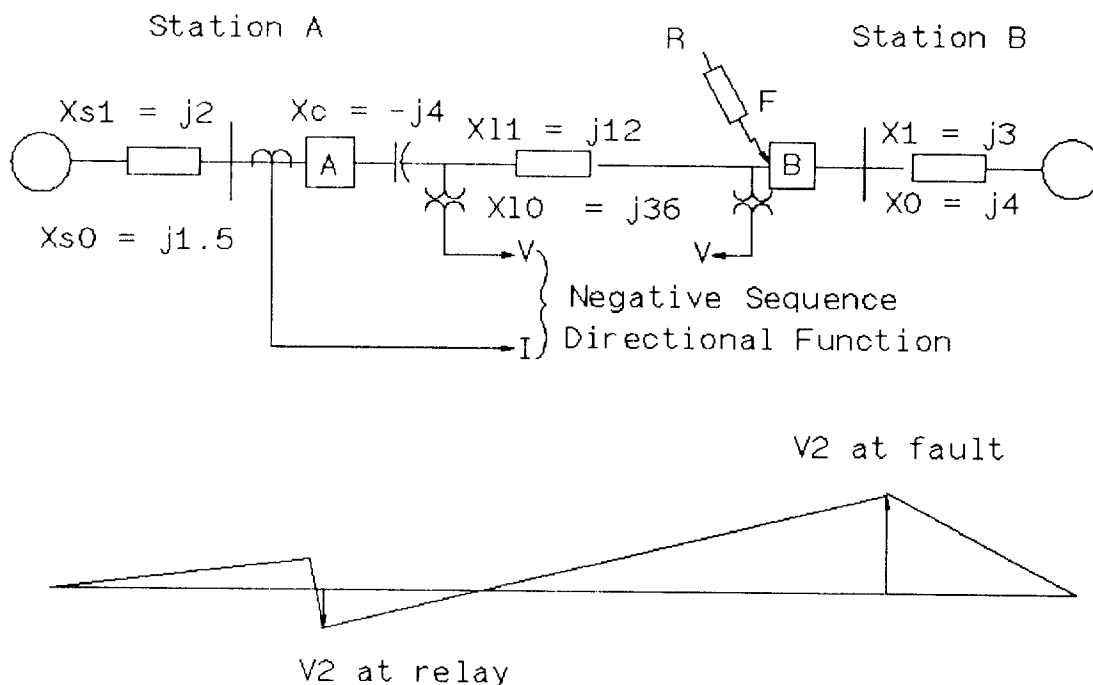 Station A
Station B
R
F
Xs1 = j2
Xc = -j4
Xl1 = j12
X1 = j3
A
B
Xs0 = j1.5
Xl0 = j36
X0 = j4
V
V
Negative Sequence
Directional Function
I
V2 at fault
V2 at relay